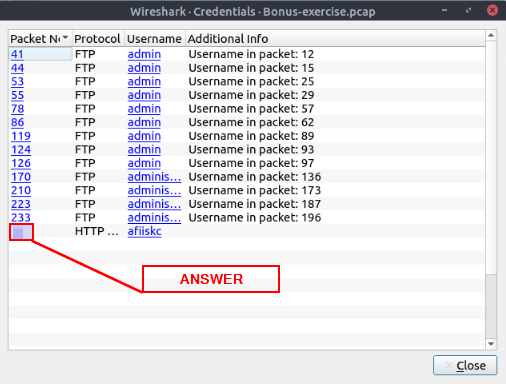 Wireshark · Credentials · Bonus-exercise.pcap
Packet No Protocol Username Additional Info
41 FTP admin Username in packet: 12
44 FTP admin Username in packet: 15
53 FTP admin Username in packet: 25
55 FTP admin Username in packet: 29
78 FTP admin Username in packet: 57
86 FTP admin Username in packet: 62
119 FTP admin Username in packet: 89
124 FTP admin Username in packet: 93
126 FTP admin Username in packet: 97
170 FTP adminis... Username in packet: 136
210 FTP adminis... Username in packet: 173
223 FTP adminis... Username in packet: 187
233 FTP adminis... Username in packet: 196
HTTP ... afiiskc
ANSWER
Close